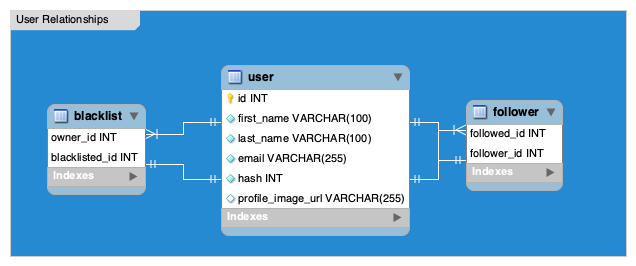 User Relationships
blacklist
owner_id INT
blacklisted_id INT
Indexes
user
id INT
first_name VARCHAR(100)
last_name VARCHAR(100)
email VARCHAR(255)
hash INT
profile_image_url VARCHAR(255)
Indexes
follower
followed_id INT
follower_id INT
Indexes